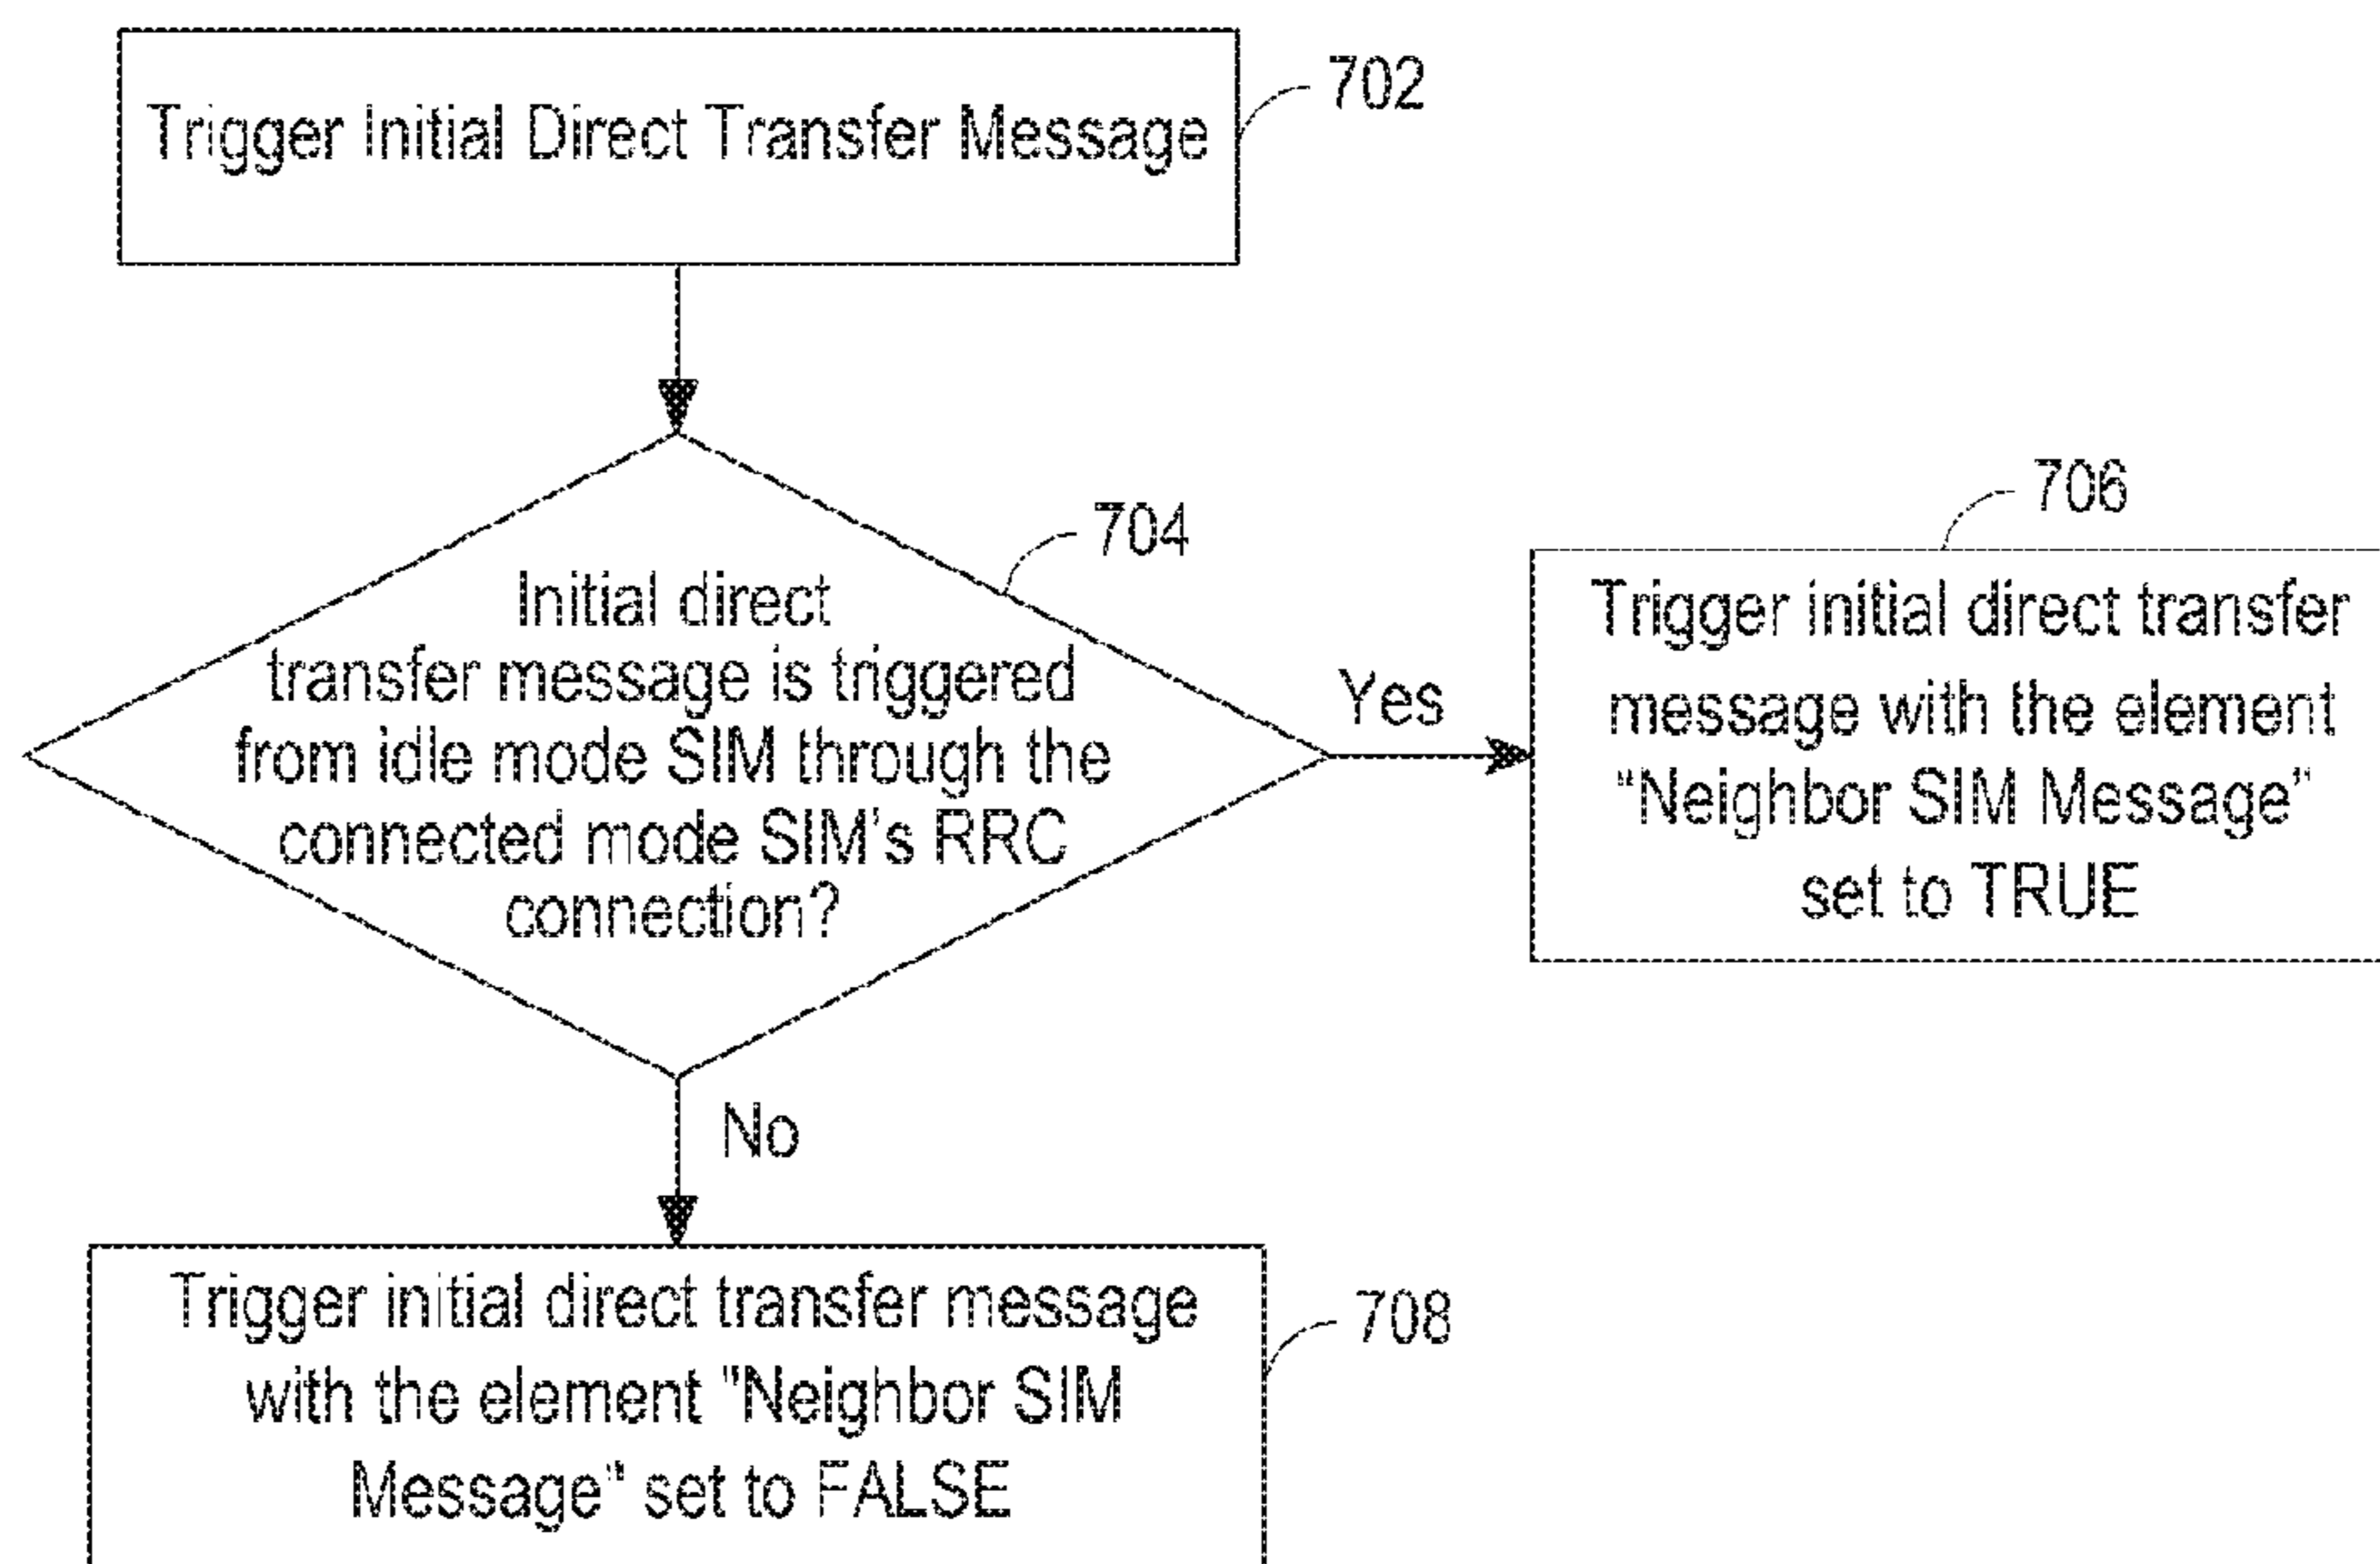 Trigger Initial Direct Transfer Message
702
704
Initial direct
transfer message is triggered
from idle mode SIM through the
connected mode SIM's RRC
connection?
Yes
706
Trigger initial direct transfer
message with the element
“Neighbor SIM Message”
set to TRUE
No
708
Trigger initial direct transfer message
with the element "Neighbor SIM
Message" set to FALSE